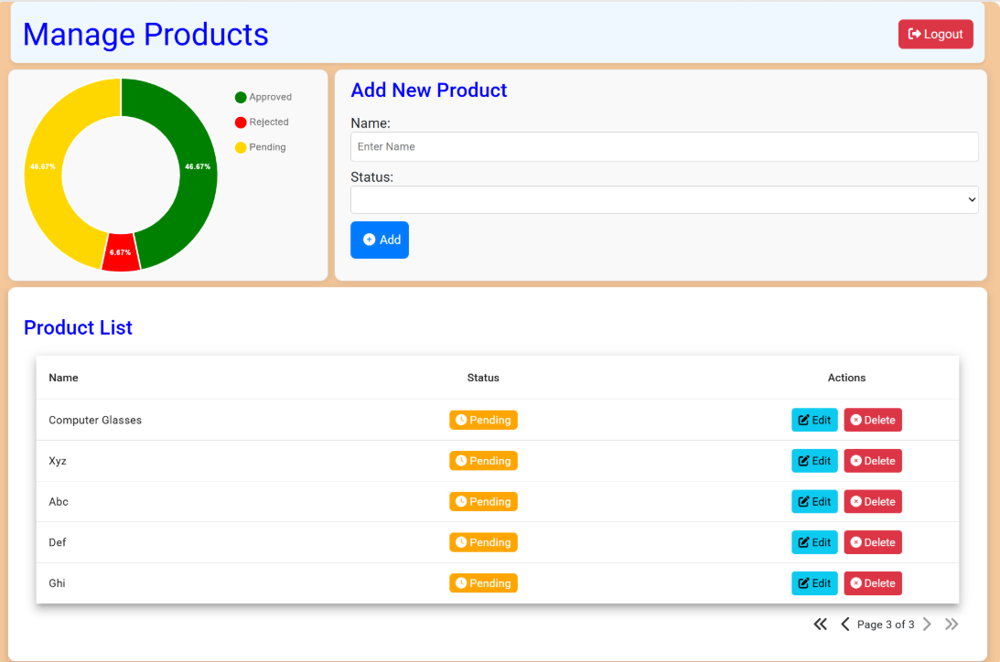 Manage Products
Logout
46.67%
46.67%
6.67%
Approved
Rejected
Pending
Add New Product
Name:
Enter Name
Status:
Add
Product List
Name Status Actions
Computer Glasses Pending Edit Delete
Xyz Pending Edit Delete
Abc Pending Edit Delete
Def Pending Edit Delete
Ghi Pending Edit Delete
Page 3 of 3